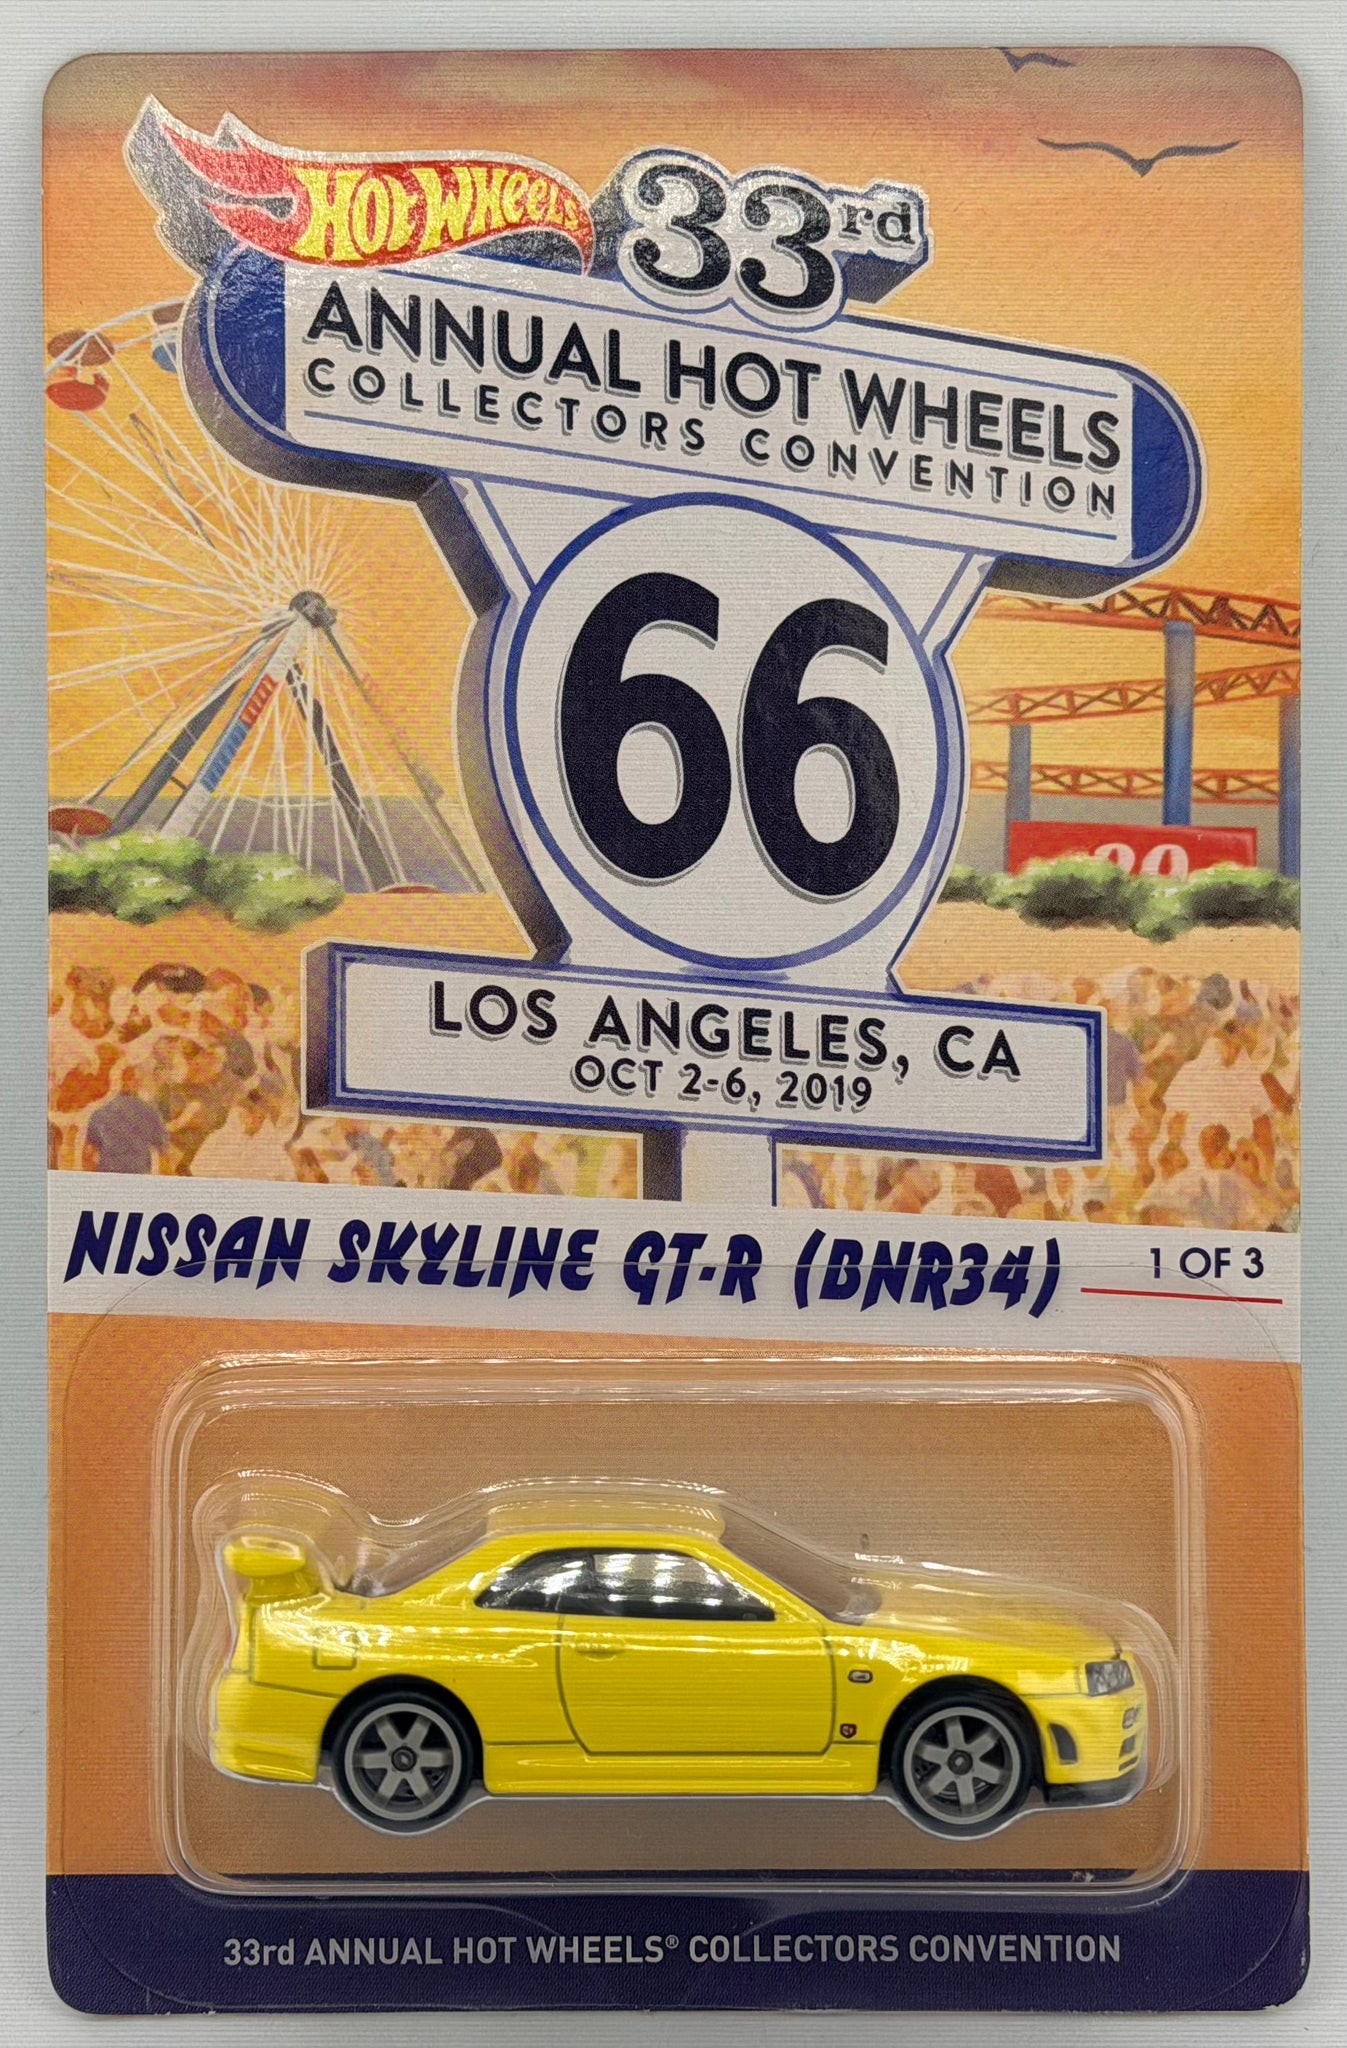 Hot Wheels
33rd
ANNUAL HOT WHEELS
COLLECTORS CONVENTION
66
LOS ANGELES, CA
OCT 2-6, 2019
NISSAN SKYLINE GT-R (BNR34)
1 OF 3
33rd ANNUAL HOT WHEELS® COLLECTORS CONVENTION